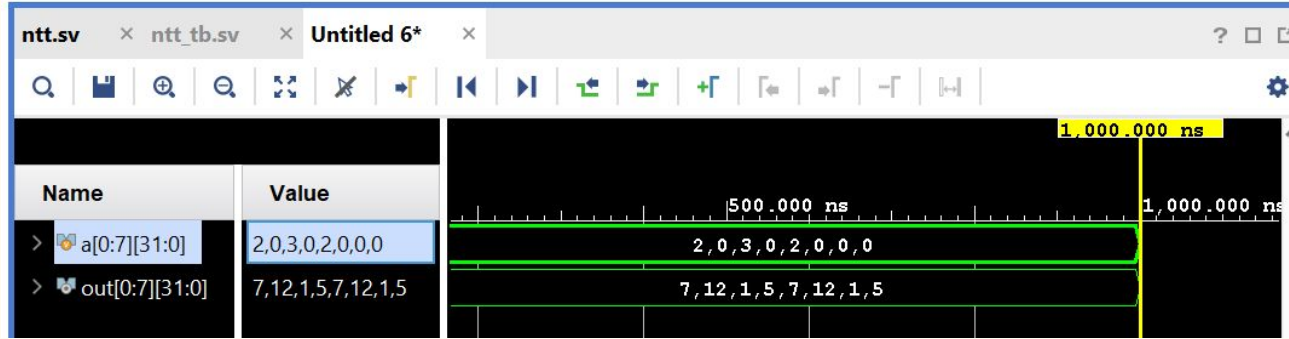 ntt.sv × ntt_tb.sv × Untitled 6* ×
1,000.000 ns
Name Value
500.000 ns 1,000.000 ns
a[0:7][31:0] 2,0,3,0,2,0,0,0 2,0,3,0,2,0,0,0
out[0:7][31:0] 7,12,1,5,7,12,1,5 7,12,1,5,7,12,1,5